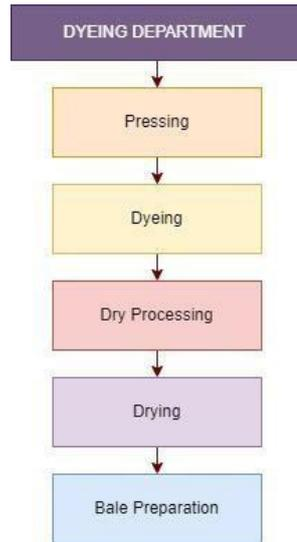 DYEING DEPARTMENT
Pressing
Dyeing
Dry Processing
Drying
Bale Preparation